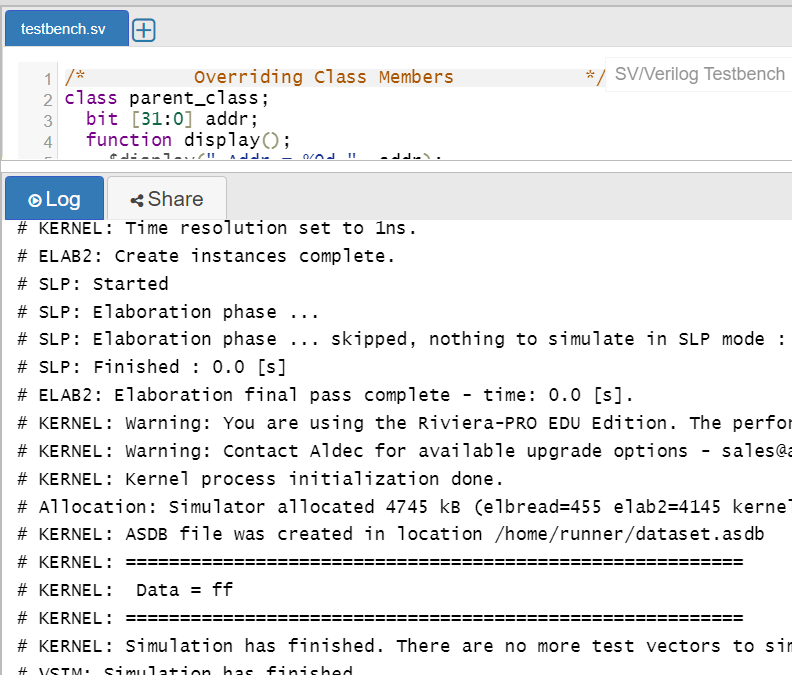 testbench.sv
1 /* Overriding Class Members */ SV/Verilog Testbench
2 class parent_class;
3 bit [31:0] addr;
4 function display();
5 $display(" Addr = %0d ", addr);
Log Share
# KERNEL: Time resolution set to 1ns.
# ELAB2: Create instances complete.
# SLP: Started
# SLP: Elaboration phase ...
# SLP: Elaboration phase ... skipped, nothing to simulate in SLP mode :
# SLP: Finished : 0.0 [s]
# ELAB2: Elaboration final pass complete - time: 0.0 [s].
# KERNEL: Warning: You are using the Riviera-PRO EDU Edition. The perfor
# KERNEL: Warning: Contact Aldec for available upgrade options - sales@a
# KERNEL: Kernel process initialization done.
# Allocation: Simulator allocated 4745 kB (elbread=455 elab2=4145 kernel
# KERNEL: ASDB file was created in location /home/runner/dataset.asdb
# KERNEL: =========================================================
# KERNEL:  Data = ff
# KERNEL: =========================================================
# KERNEL: Simulation has finished. There are no more test vectors to sim
# VSIM: Simulation has finished.